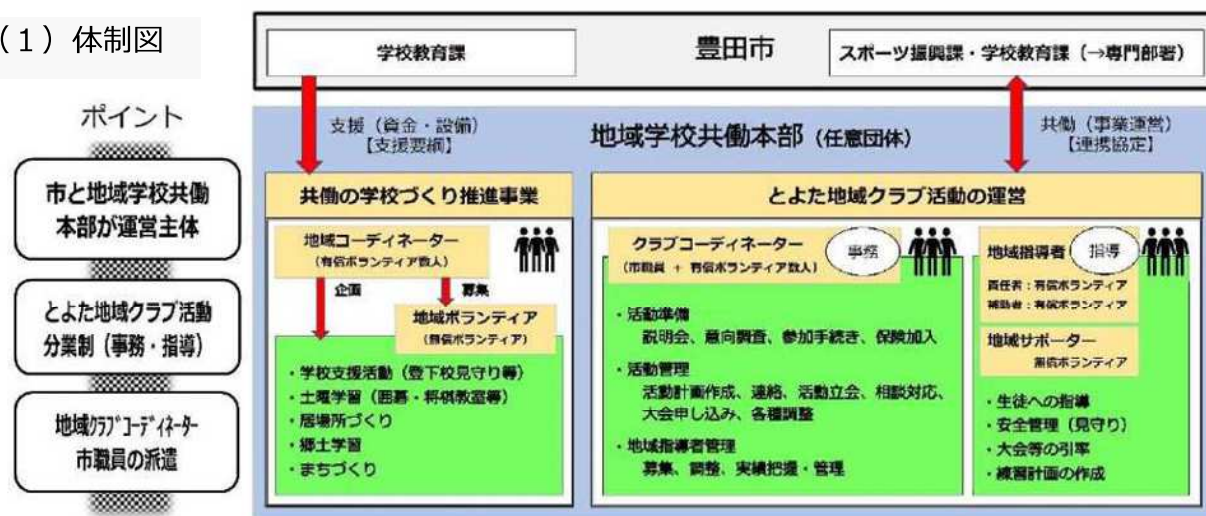 （１）体制図
ポイント
市と地域学校共働
本部が運営主体
とよた地域クラブ活動
分業制（事務・指導）
地域クラブコーディネーター
市職員の派遣
豊田市
学校教育課
スポーツ振興課・学校教育課（→専門部署）
支援（資金・設備）
【支援要綱】
地域学校共働本部（任意団体）
共働（事業運営）
【連携協定】
共働の学校づくり推進事業
地域コーディネーター
（有償ボランティア数人）
企画
募集
地域ボランティア
（無償ボランティア）
・学校支援活動（登下校見守り等）
・土曜学習（囲碁・将棋教室等）
・居場所づくり
・郷土学習
・まちづくり
とよた地域クラブ活動の運営
クラブコーディネーター
（市職員 ＋ 有償ボランティア数人）
事務
・活動準備
説明会、意向調査、参加手続き、保険加入
・活動管理
活動計画作成、連絡、活動立会、相談対応、
大会申し込み、各種調整
・地域指導者管理
募集、調整、実績把握・管理
地域指導者
指導
責任者：有償ボランティア
補助者：有償ボランティア
地域サポーター
無償ボランティア
・生徒への指導
・安全管理（見守り）
・大会等の引率
・練習計画の作成